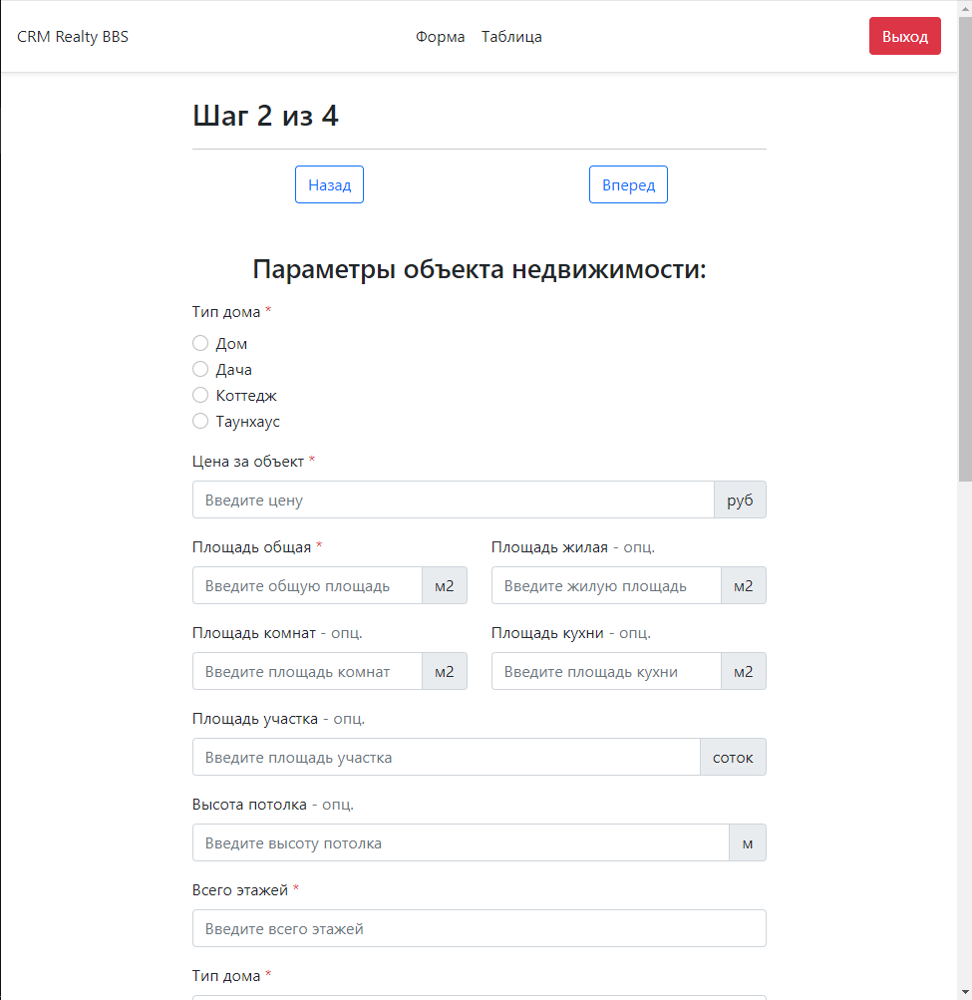 CRM Realty BBS
Форма Таблица
Выход
Шаг 2 из 4
Назад
Вперед
Параметры объекта недвижимости:
Тип дома *
Дом
Дача
Коттедж
Таунхаус
Цена за объект *
Введите цену руб
Площадь общая * Площадь жилая - опц.
Введите общую площадь м2 Введите жилую площадь м2
Площадь комнат - опц. Площадь кухни - опц.
Введите площадь комнат м2 Введите площадь кухни м2
Площадь участка - опц.
Введите площадь участка соток
Высота потолка - опц.
Введите высоту потолка м
Всего этажей *
Введите всего этажей
Тип дома *